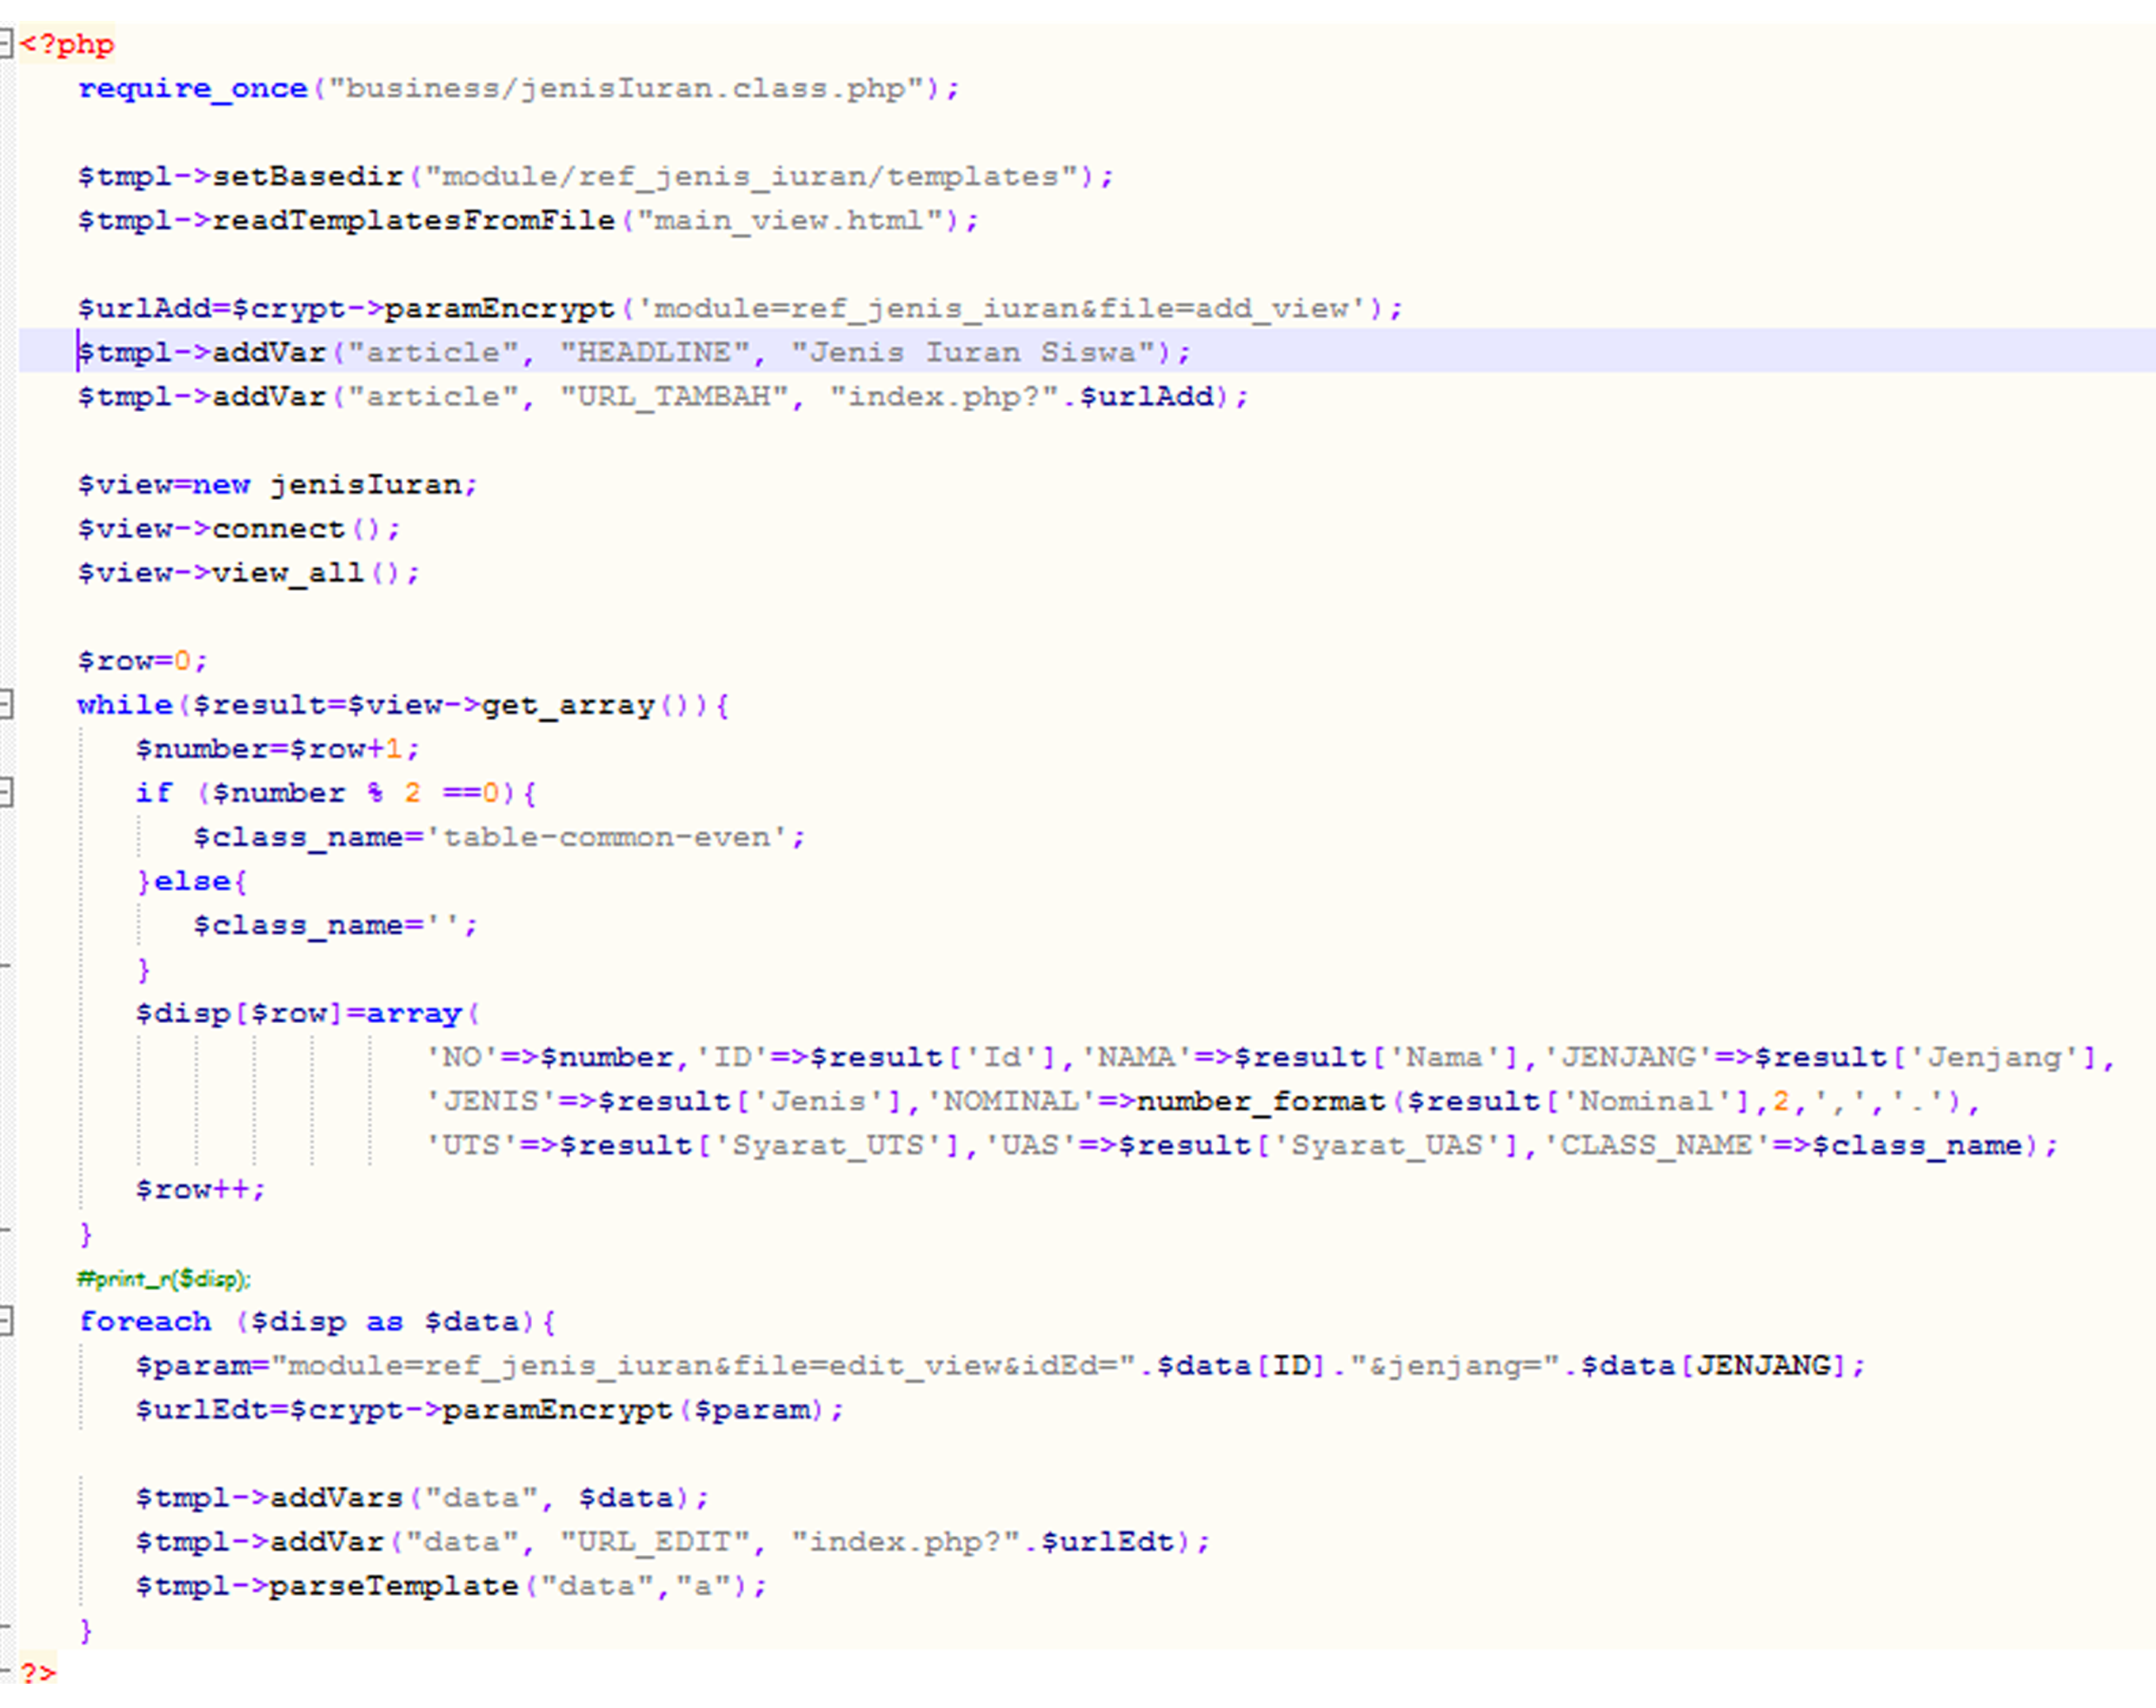 <?php
require_once("business/jenisIuran.class.php");
$tmpl->setBasedir("module/ref_jenis_iuran/templates");
$tmpl->readTemplatesFromFile("main_view.html");
$urlAdd=$crypt->paramEncrypt('module=ref_jenis_iuran&file=add_view');
$tmpl->addVar("article", "HEADLINE", "Jenis Iuran Siswa");
$tmpl->addVar("article", "URL_TAMBAH", "index.php?".$urlAdd);
$view=new jenisIuran;
$view->connect();
$view->view_all();
$row=0;
while($result=$view->get_array()){
$number=$row+1;
if ($number % 2 ==0){
$class_name='table-common-even';
}else{
$class_name='';
}
$disp[$row]=array(
'NO'=>$number,'ID'=>$result['Id'],'NAMA'=>$result['Nama'],'JENJANG'=>$result['Jenjang'],
'JENIS'=>$result['Jenis'],'NOMINAL'=>number_format($result['Nominal'],2,',','.'),
'UTS'=>$result['Syarat_UTS'],'UAS'=>$result['Syarat_UAS'],'CLASS_NAME'=>$class_name);
$row++;
}
#print_r($disp);
foreach ($disp as $data){
$param="module=ref_jenis_iuran&file=edit_view&idEd=".$data[ID]."&jenjang=".$data[JENJANG];
$urlEdt=$crypt->paramEncrypt($param);
$tmpl->addVars("data", $data);
$tmpl->addVar("data", "URL_EDIT", "index.php?".$urlEdt);
$tmpl->parseTemplate("data","a");
}
?>